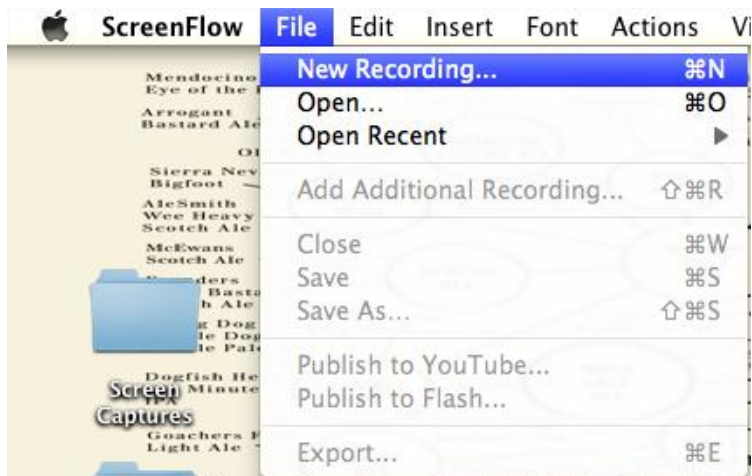 ScreenFlow File Edit Insert Font Actions
New Recording... ⌘N
Open... ⌘O
Open Recent ▶
Add Additional Recording... ⇧⌘R
Close ⌘W
Save ⌘S
Save As... ⇧⌘S
Publish to YouTube...
Publish to Flash...
Export... ⌘E
Mendocino
Eye of the
Arrogant
Bastard Ale
Sierra Nev
Bigfoot
AleSmith
Wee Heavy
Scotch Ale
McEwans
Scotch Ale
Dogfish He
Minute
IPA
Screen
Captures
Goachers
Light Ale